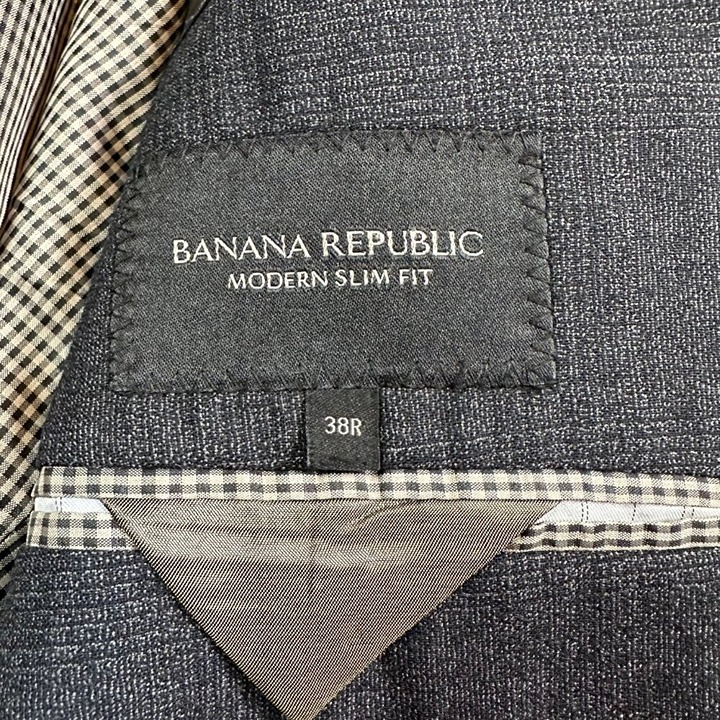 BANANA REPUBLIC
MODERN SLIM FIT
38R